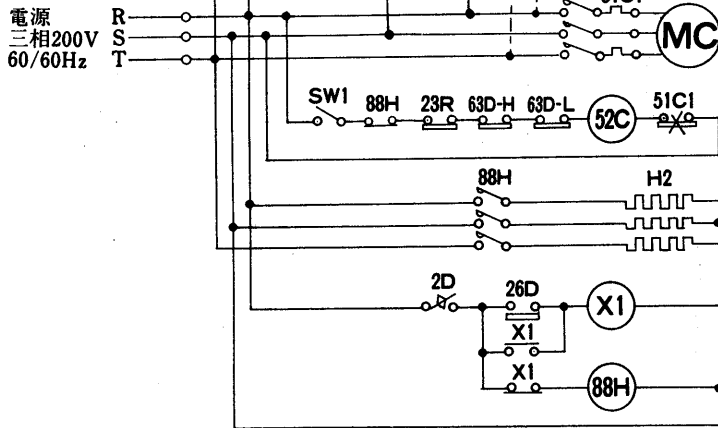 電源 R
三相200V S
60/60Hz T
MC
SW1 88H 23R 63D-H 63D-L 52C 51C1
88H H2
2D 26D X1
X1
X1 88H